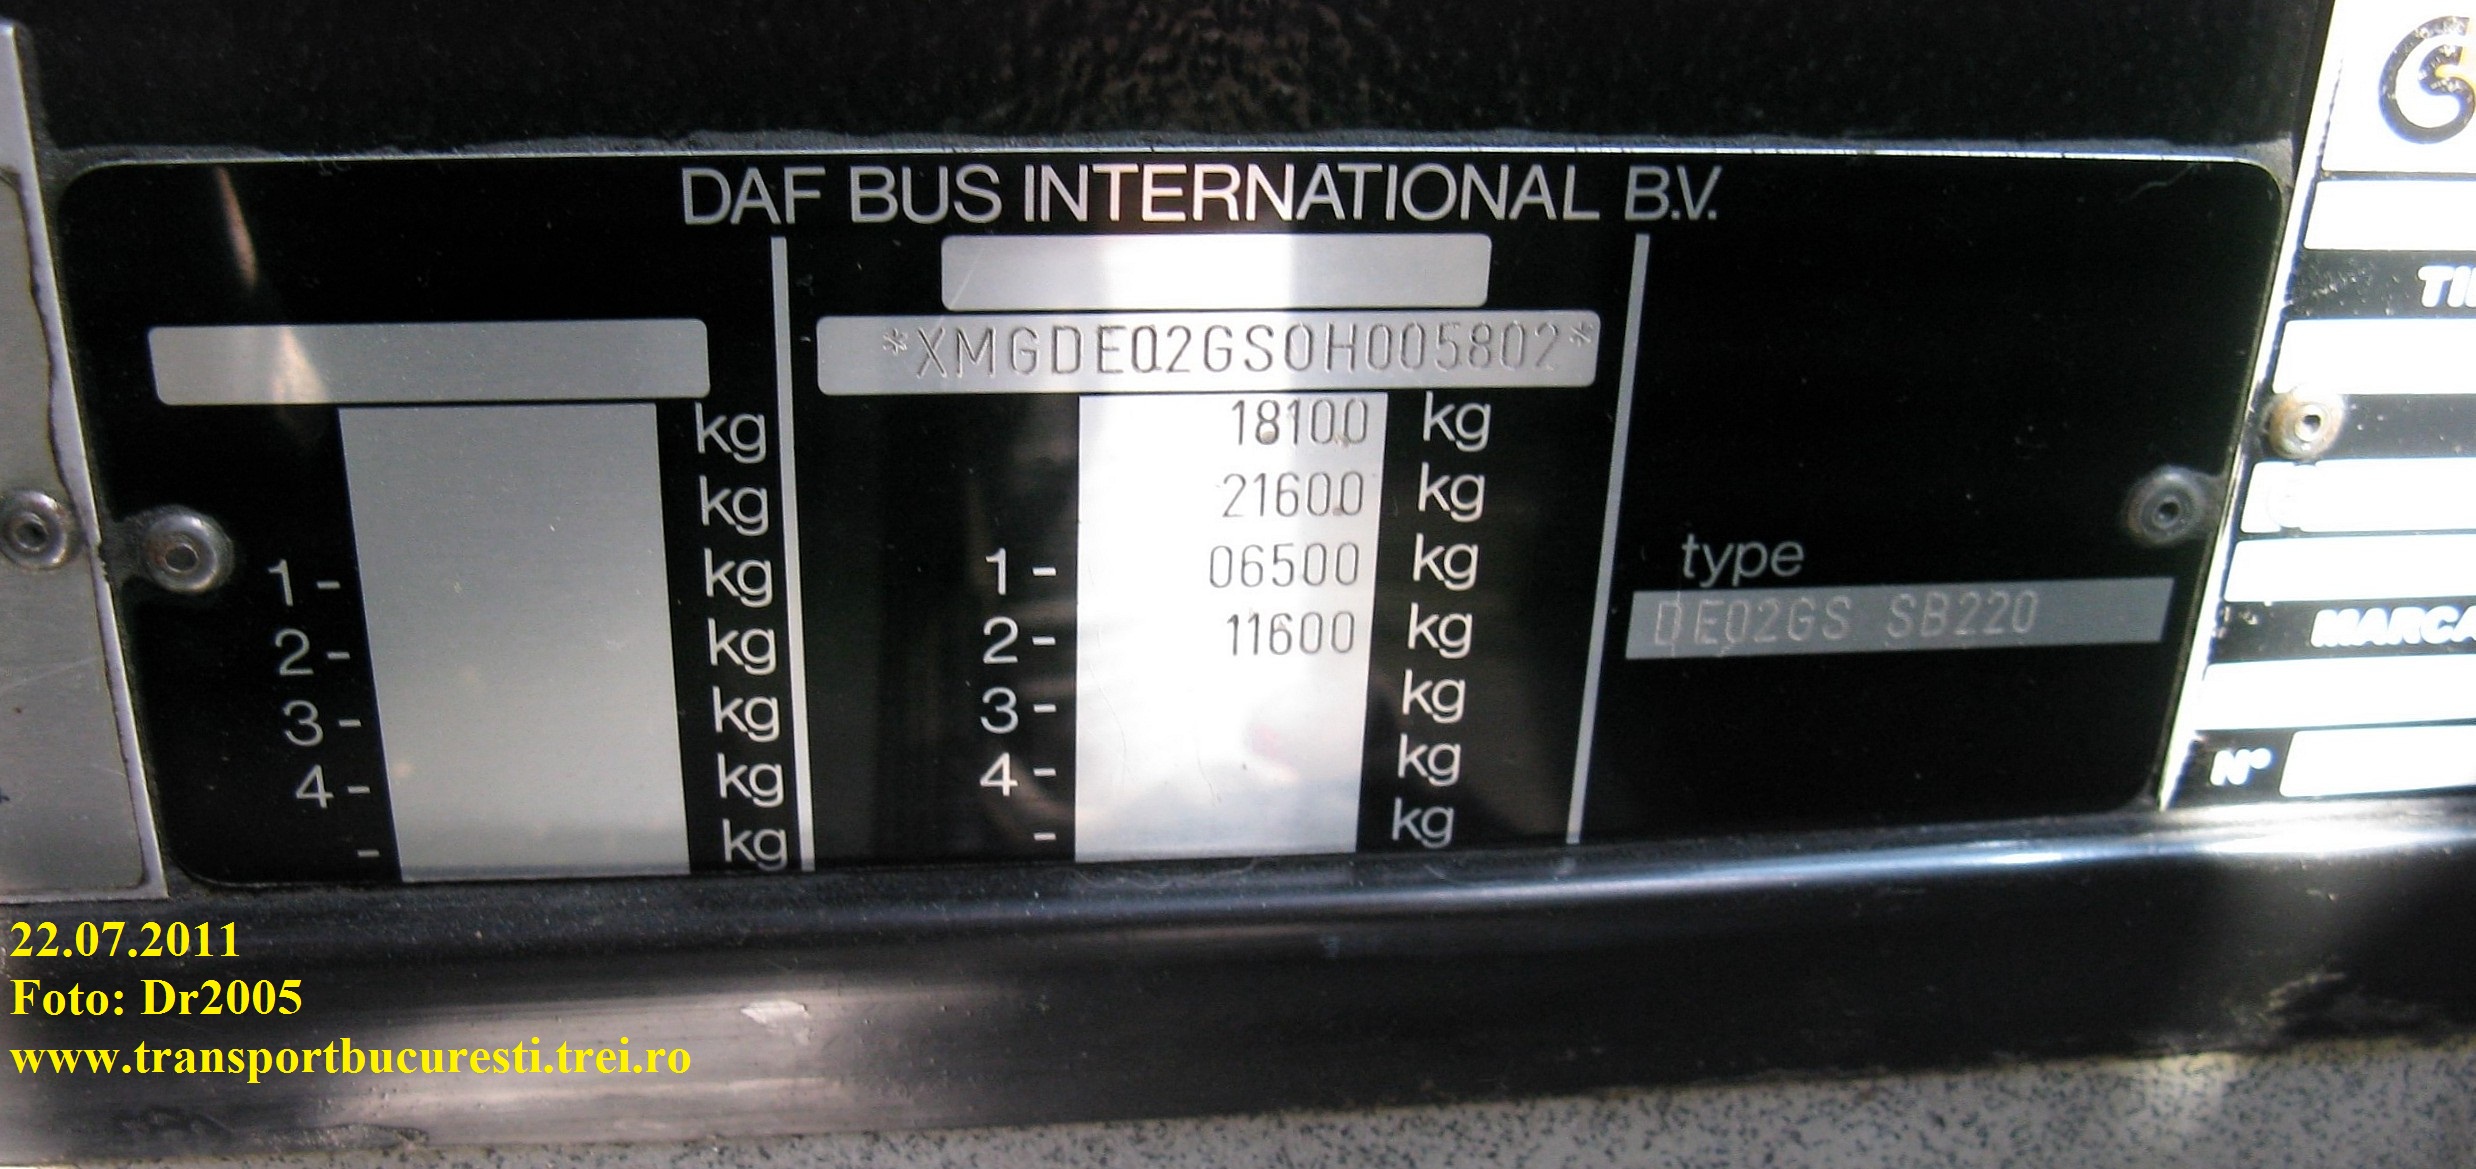 DAF BUS INTERNATIONAL B.V.
*XMGDE02GS0H005802*
kg
kg
1- kg
2- kg
3- kg
4- kg
- kg
18100 kg
21600 kg
1- 06500 kg
2- 11600 kg
3- kg
4- kg
- kg
type
DE02GS SB220
MARCA
N°
22.07.2011
Foto: Dr2005
www.transportbucuresti.trei.ro